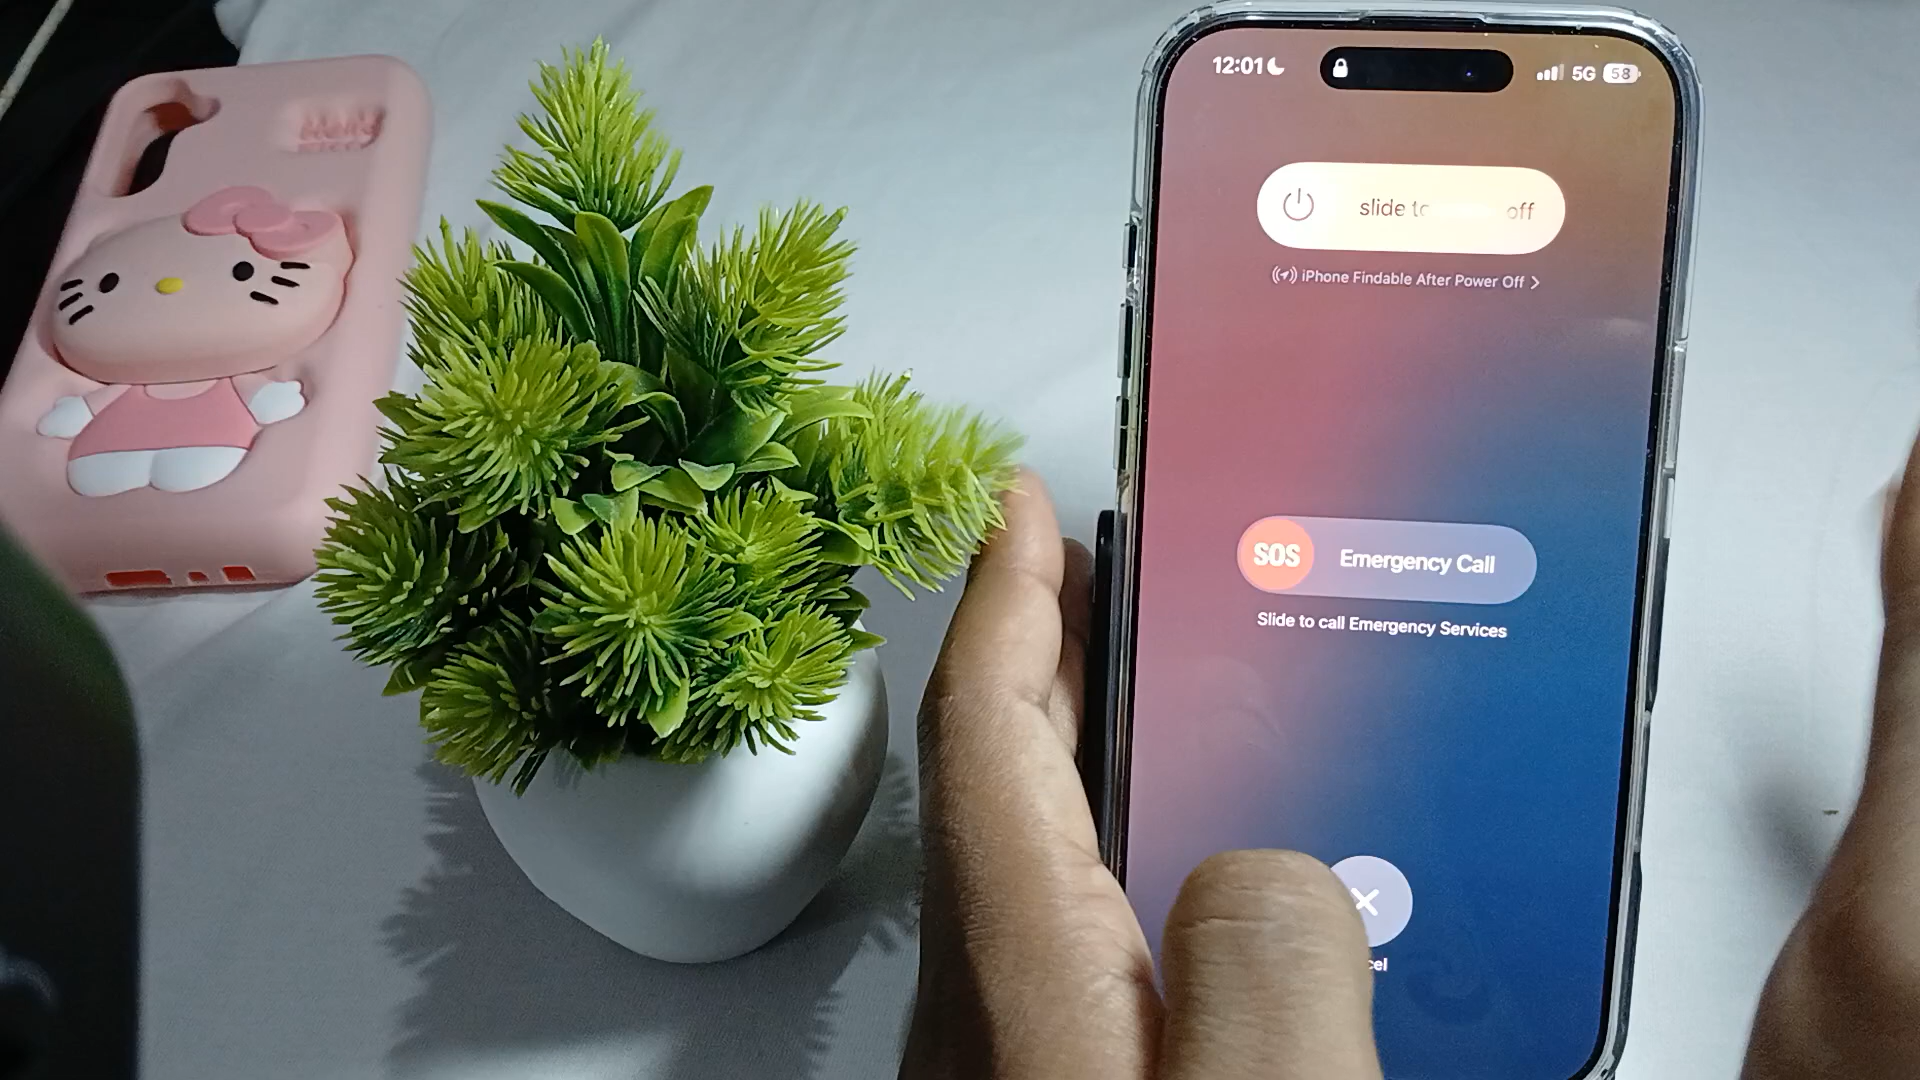 Hello
12:01
5G 58
slide to off
iPhone Findable After Power Off
SOS Emergency Call
Slide to call Emergency Services